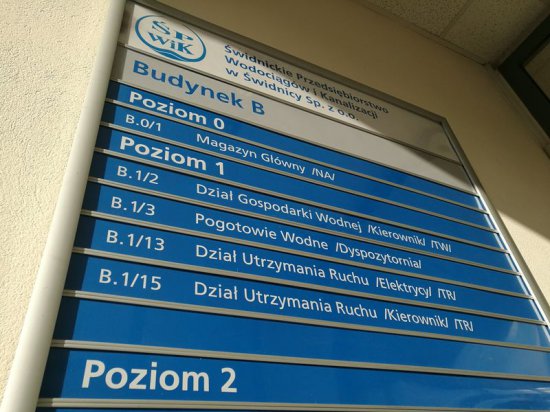 ŚP
WiK
Świdnickie Przedsiębiorstwo
Wodociągów i Kanalizacji
w Świdnicy Sp. z o.o.
Budynek B
Poziom 0
B.0/1 Magazyn Główny /NA/
Poziom 1
B.1/2 Dział Gospodarki Wodnej /Kierownik/ /TW/
B.1/3 Pogotowie Wodne /Dyspozytornia/
B.1/13 Dział Utrzymania Ruchu /Elektrycy/ /TR/
B.1/15 Dział Utrzymania Ruchu /Kierownik/ /TR/
Poziom 2